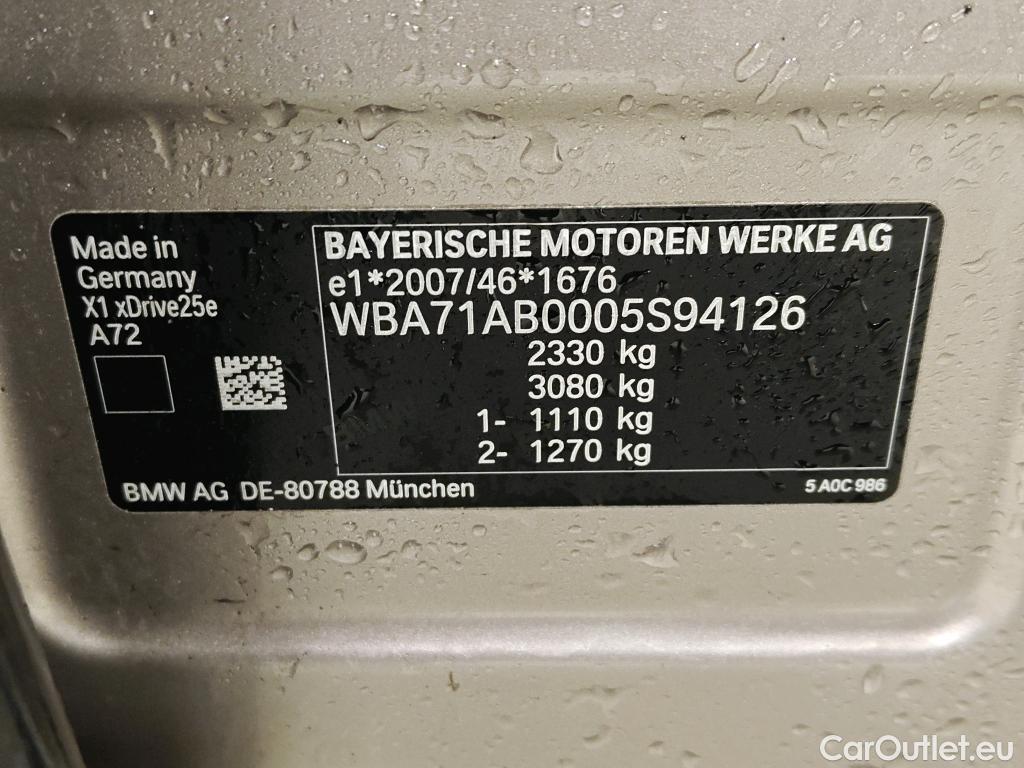 Made in
Germany
X1 xDrive25e
A72
BAYERISCHE MOTOREN WERKE AG
e1*2007/46*1676
WBA71AB0005S94126
2330 kg
3080 kg
1- 1110 kg
2- 1270 kg
BMW AG DE-80788 München
5 A0C 986
CarOutlet.eu